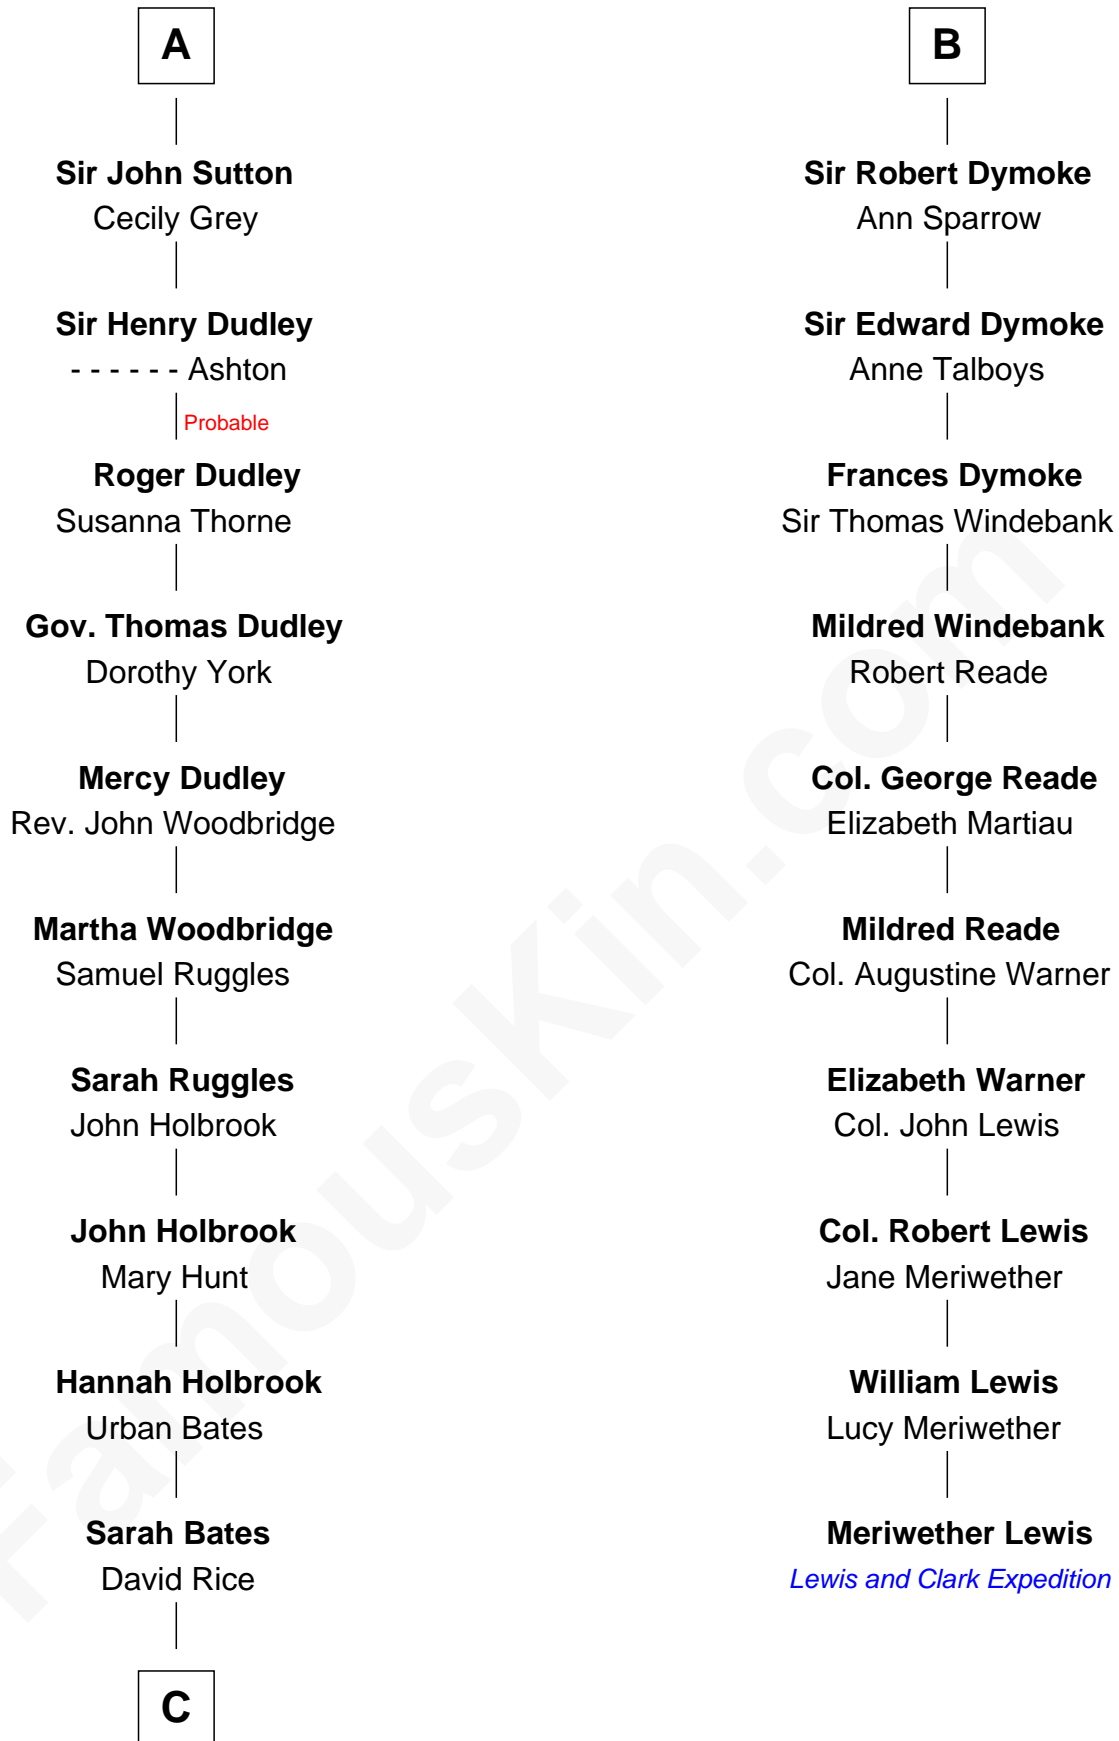 A
Sir John Sutton
Cecily Grey
Sir Henry Dudley
- - - - - - Ashton
Probable
Roger Dudley
Susanna Thorne
Gov. Thomas Dudley
Dorothy York
Mercy Dudley
Rev. John Woodbridge
Martha Woodbridge
Samuel Ruggles
Sarah Ruggles
John Holbrook
John Holbrook
Mary Hunt
Hannah Holbrook
Urban Bates
Sarah Bates
David Rice
C
B
Sir Robert Dymoke
Ann Sparrow
Sir Edward Dymoke
Anne Talboys
Frances Dymoke
Sir Thomas Windebank
Mildred Windebank
Robert Reade
Col. George Reade
Elizabeth Martiau
Mildred Reade
Col. Augustine Warner
Elizabeth Warner
Col. John Lewis
Col. Robert Lewis
Jane Meriwether
William Lewis
Lucy Meriwether
Meriwether Lewis
Lewis and Clark Expedition
FamousKin.com